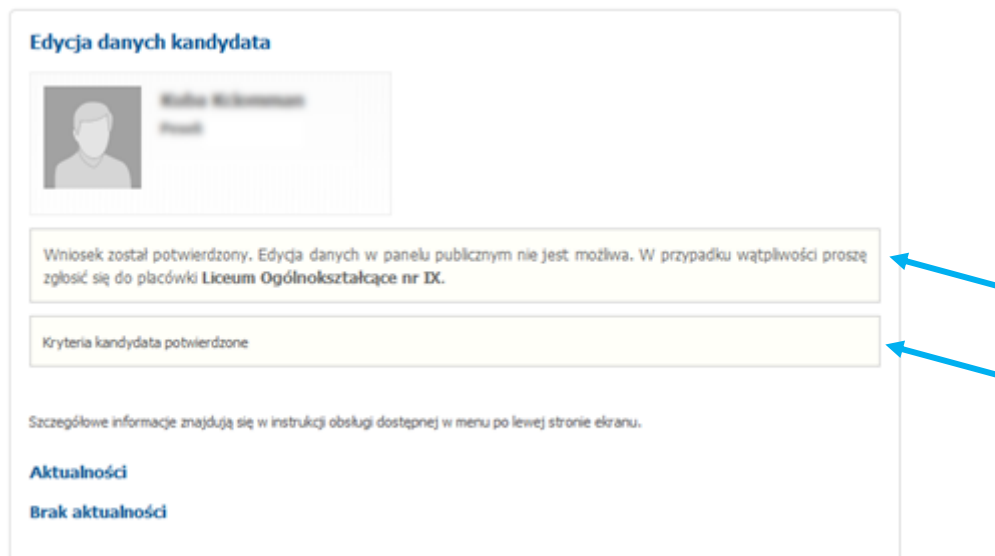 Edycja danych kandydata
Wniosek został potwierdzony. Edycja danych w panelu publicznym nie jest możliwa. W przypadku wątpliwości proszę
zgłosić się do placówki Liceum Ogólnokształcące nr IX.
Kryteria kandydata potwierdzone
Szczegółowe informacje znajdują się w instrukcji obsługi dostępnej w menu po lewej stronie ekranu.
Aktualności
Brak aktualności